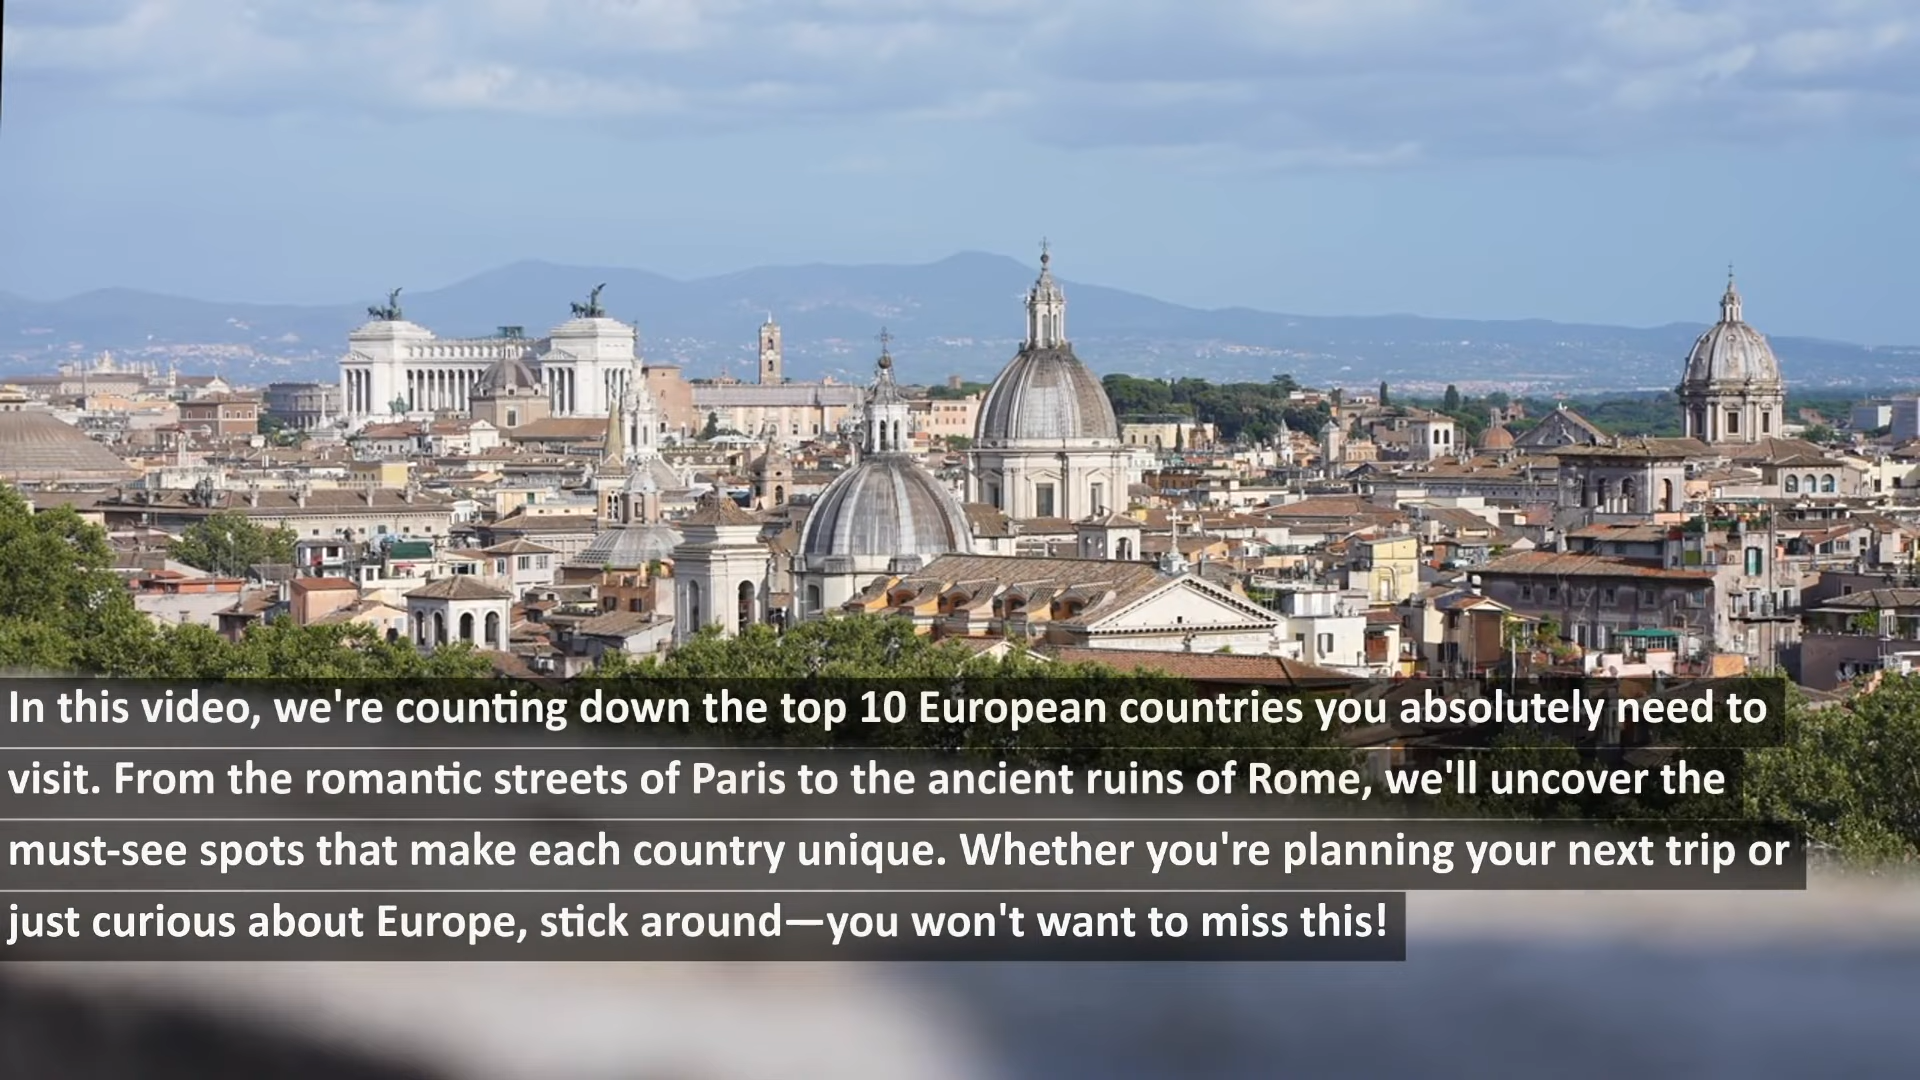 In this video, we're counting down the top 10 European countries you absolutely need to
visit. From the romantic streets of Paris to the ancient ruins of Rome, we'll uncover the
must-see spots that make each country unique. Whether you're planning your next trip or
just curious about Europe, stick around—you won't want to miss this!